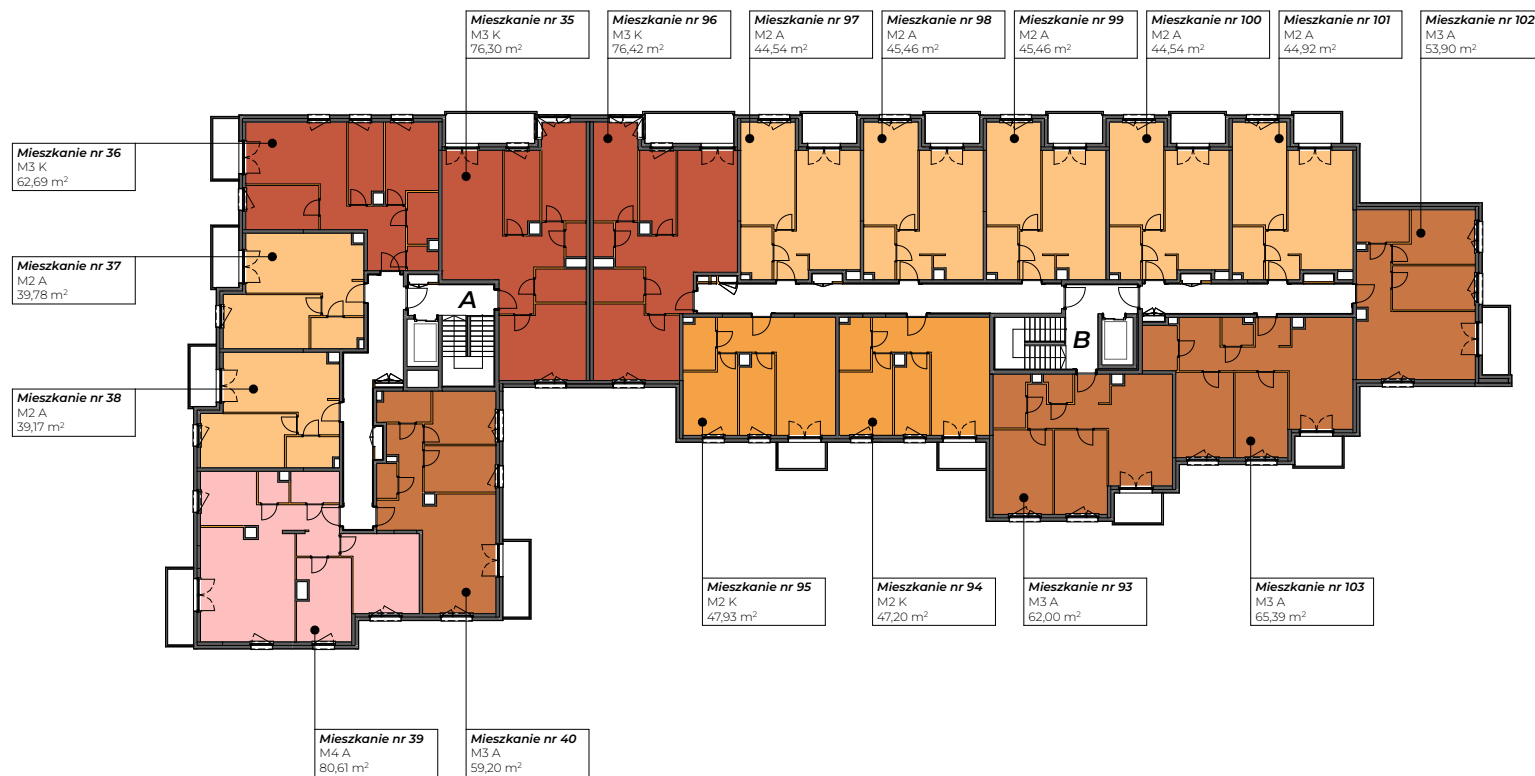 Mieszkanie nr 35
M3 K
76,30 m²
Mieszkanie nr 96
M3 K
76,42 m²
Mieszkanie nr 97
M2 A
44,54 m²
Mieszkanie nr 98
M2 A
45,46 m²
Mieszkanie nr 99
M2 A
45,46 m²
Mieszkanie nr 100
M2 A
44,54 m²
Mieszkanie nr 101
M2 A
44,92 m²
Mieszkanie nr 102
M3 A
53,90 m²
Mieszkanie nr 36
M3 K
62,69 m²
Mieszkanie nr 37
M2 A
39,78 m²
A
B
Mieszkanie nr 38
M2 A
39,17 m²
Mieszkanie nr 95
M2 K
47,93 m²
Mieszkanie nr 94
M2 K
47,20 m²
Mieszkanie nr 93
M3 A
62,00 m²
Mieszkanie nr 103
M3 A
65,39 m²
Mieszkanie nr 39
M4 A
80,61 m²
Mieszkanie nr 40
M3 A
59,20 m²